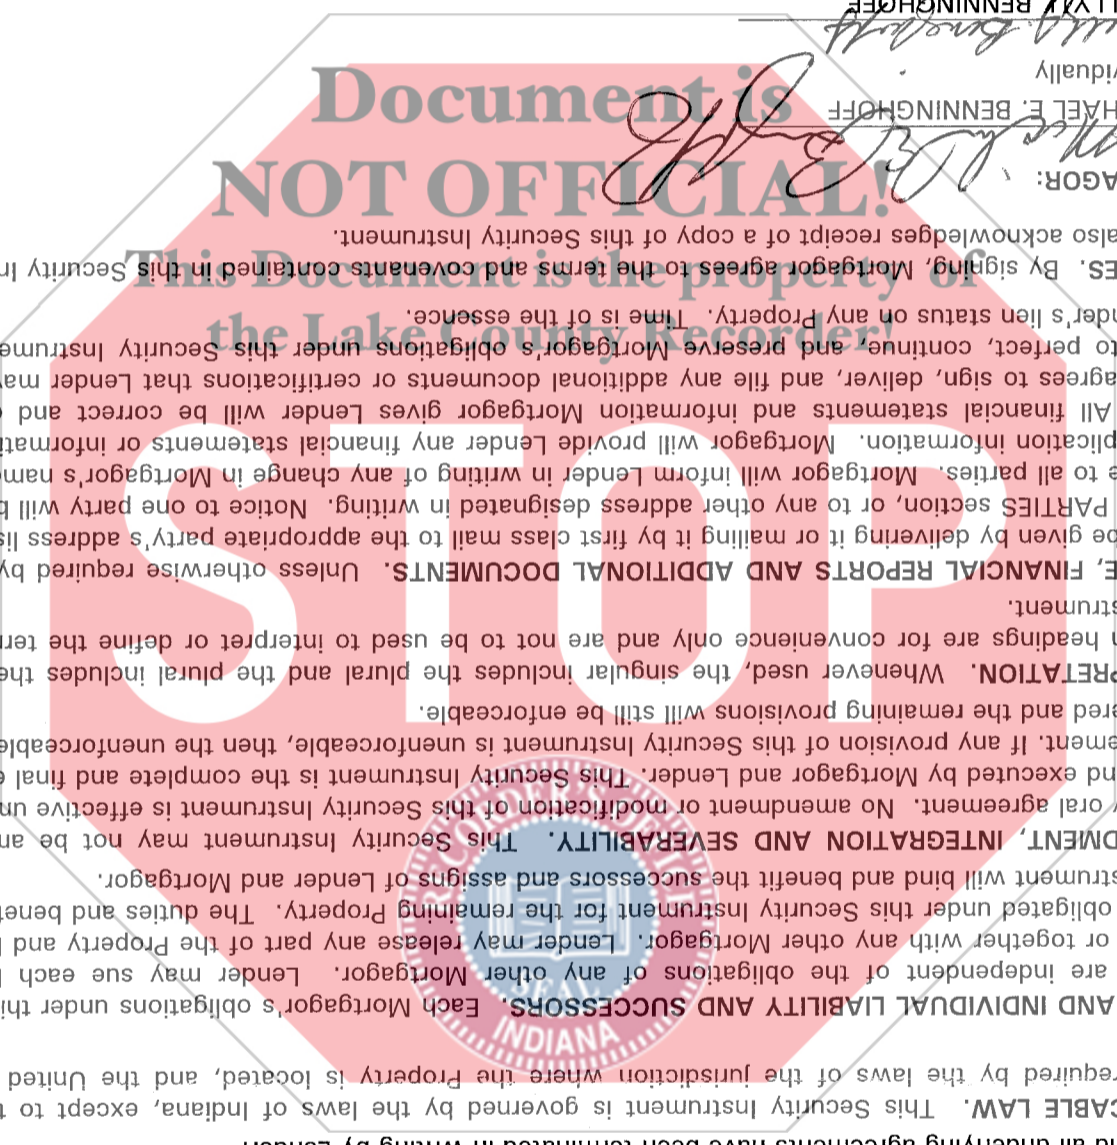 CABLE LAW. This Security Instrument is governed by the laws of Indiana, except to t
required by the laws of the jurisdiction where the Property is located, and the United
AND INDIVIDUAL LIABILITY AND SUCCESSORS. Each Mortgagor's obligations under thi
are independent of the obligations of any other Mortgagor. Lender may sue each
or together with any other Mortgagor. Lender may release any part of the Property and
obligated under this Security Instrument for the remaining Property. The duties and benef
strument will bind and benefit the successors and assigns of Lender and Mortgagor.
DMENT, INTEGRATION AND SEVERABILITY. This Security Instrument may not be an
y oral agreement. No amendment or modification of this Security Instrument is effective un
nd executed by Mortgagor and Lender. This Security Instrument is the complete and final e
ement. If any provision of this Security Instrument is unenforceable, then the unenforceable
ered and the remaining provisions will still be enforceable.
PRETATION. Whenever used, the singular includes the plural and the plural includes the
n headings are for convenience only and are not to be used to interpret or define the ter
strument.
E, FINANCIAL REPORTS AND ADDITIONAL DOCUMENTS. Unless otherwise required by
be given by delivering it or mailing it by first class mail to the appropriate party's address lis
PARTIES section, or to any other address designated in writing. Notice to one party will b
e to all parties. Mortgagor will inform Lender in writing of any change in Mortgagor's name
plication information. Mortgagor will provide Lender any financial statements or informati
All financial statements and information Mortgagor gives Lender will be correct and
agrees to sign, deliver, and file any additional documents or certifications that Lender may
to perfect, continue, and preserve Mortgagor's obligations under this Security Instrume
nder's lien status on any Property. Time is of the essence.
ES. By signing, Mortgagor agrees to the terms and covenants contained in this Security In
also acknowledges receipt of a copy of this Security Instrument.
AGOR:
HAEL E. BENNINGHOFF
vidually
BENNINGHOFF
Document is
NOT OFFICIAL!
This Document is the property of
the Lake County Recorder!
STOP
RECORDER'S OFFICE
SEAL
INDIANA